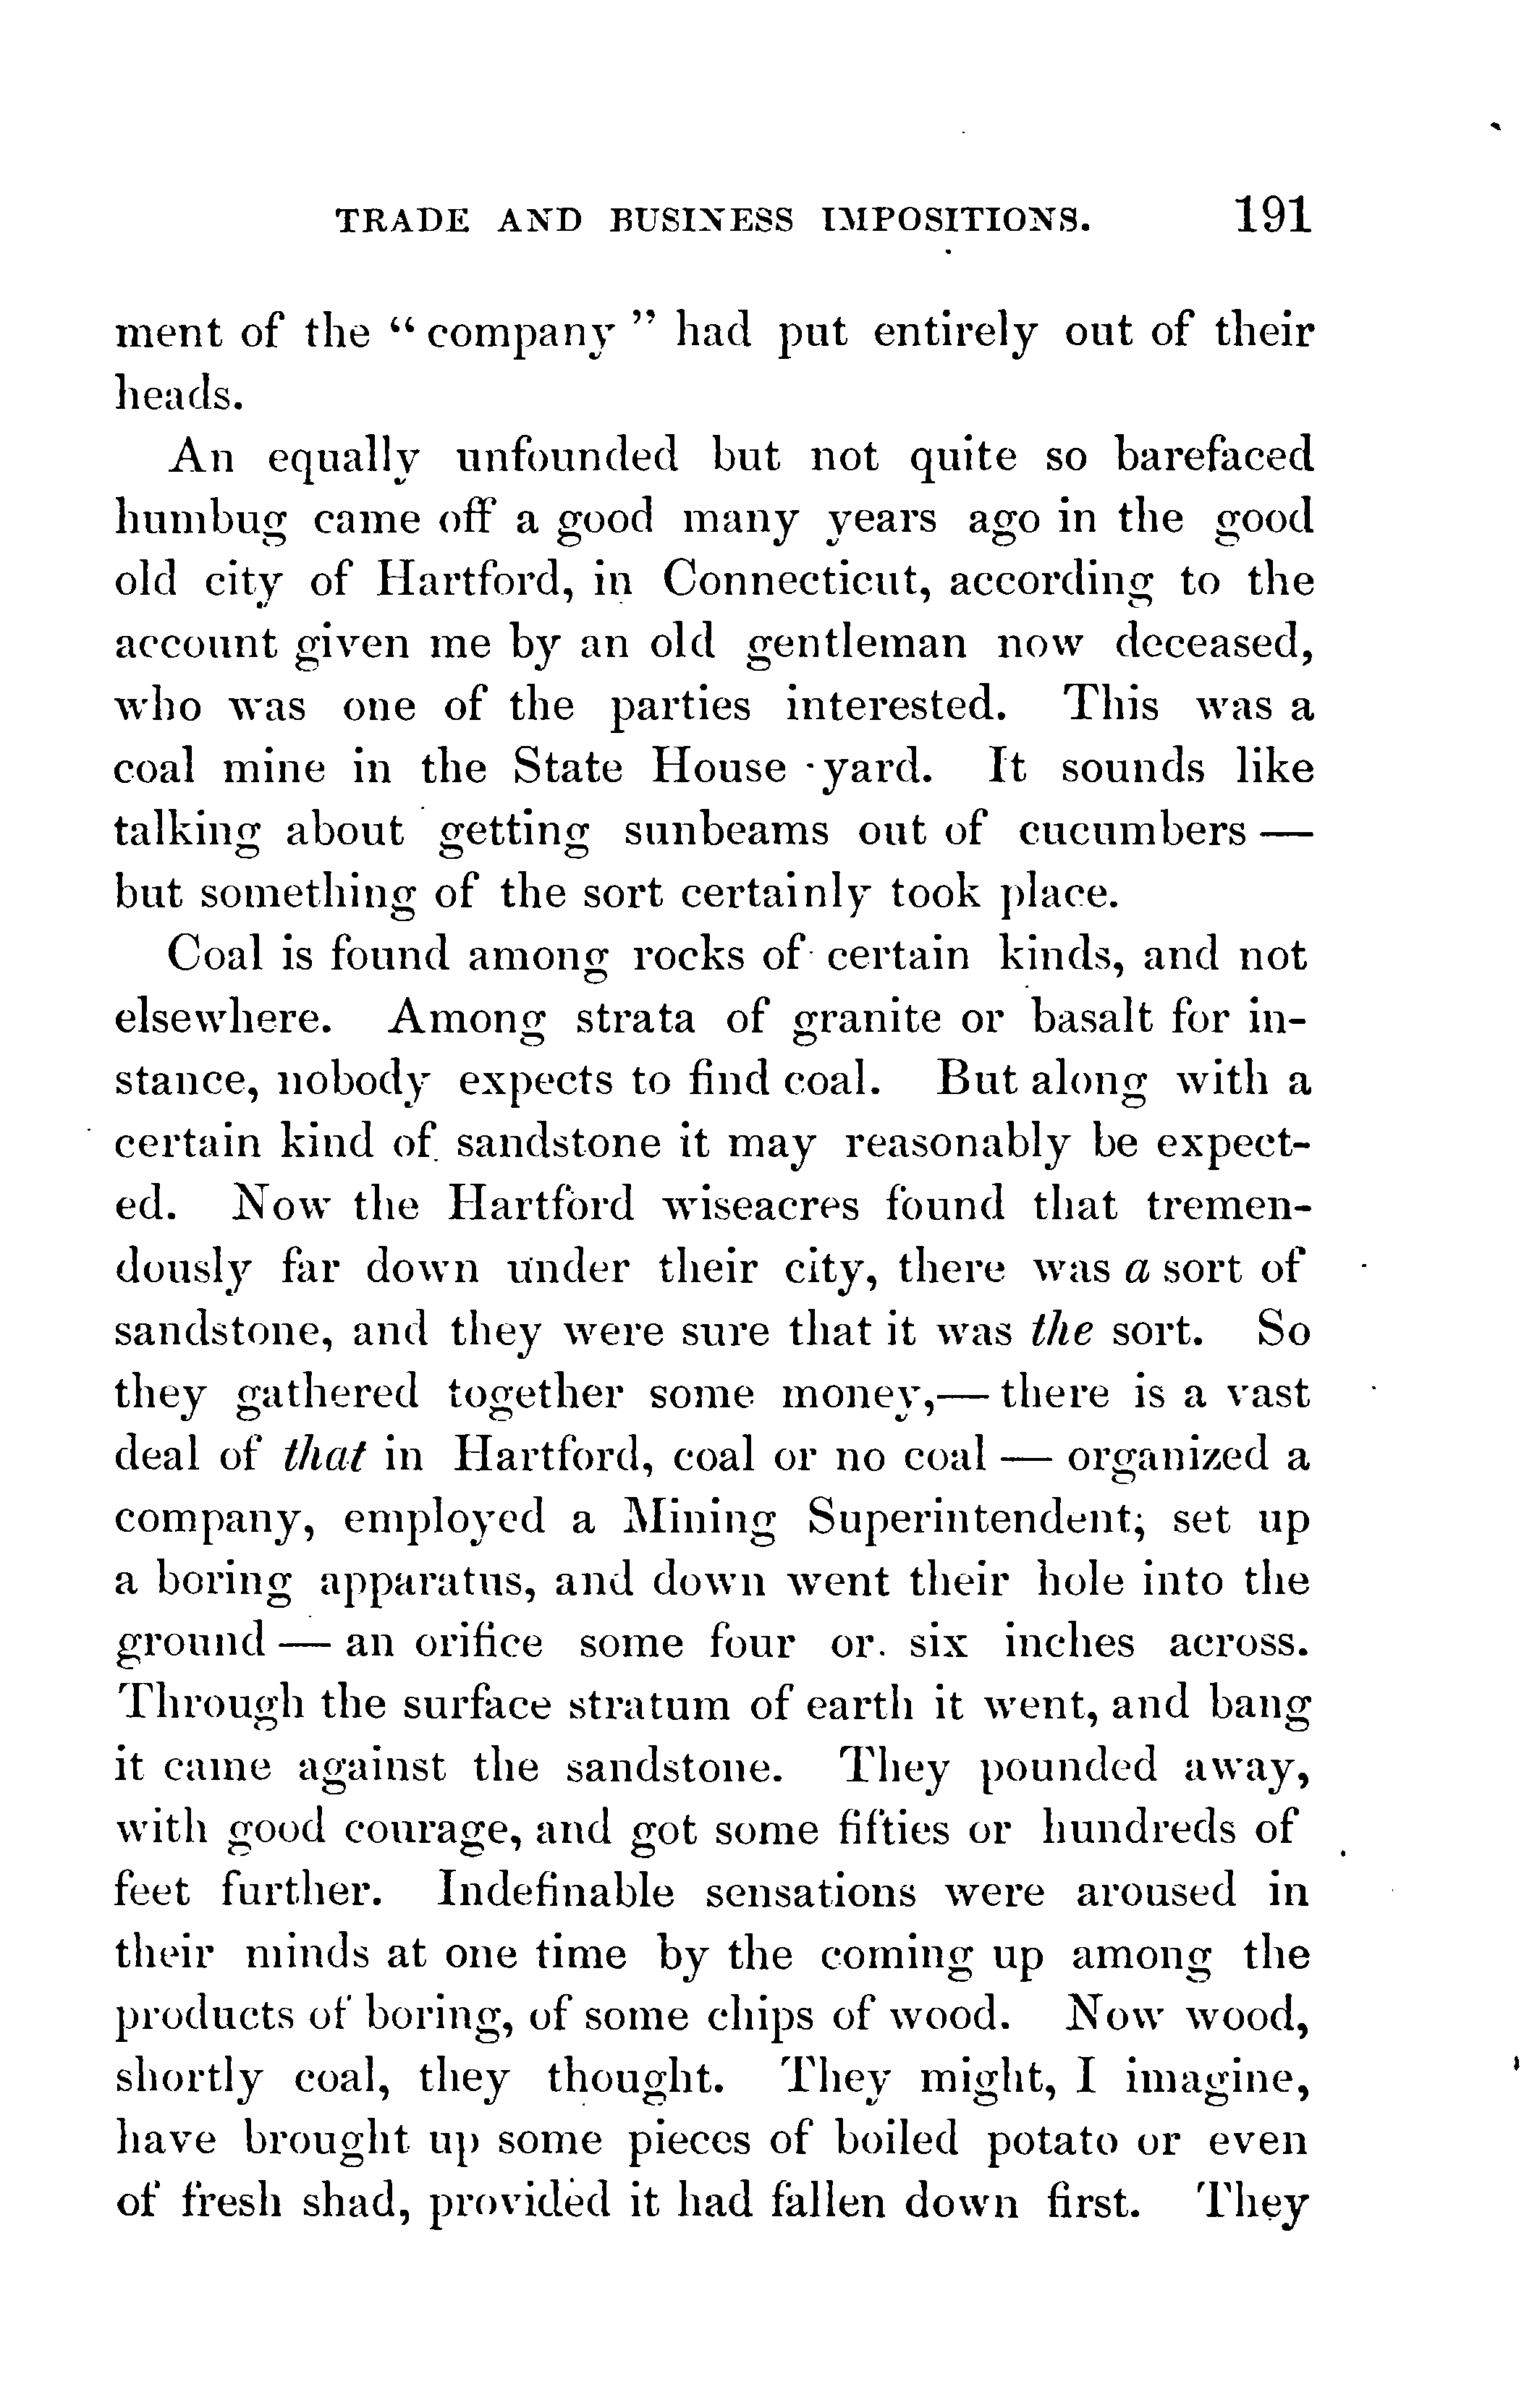 TRADE AND BUSINESS IMPOSITIONS. 191
ment of the “ company ” had put entirely out of their
heads.
An equally unfounded but not quite so barefaced
humbug came off a good many years ago in the good
old city of Hartford, in Connecticut, according to the
account given me by an old gentleman now deceased,
who was one of the parties interested. This was a
coal mine in the State House yard. It sounds like
talking about getting sunbeams out of cucumbers —
but something of the sort certainly took place.
Coal is found among rocks of certain kinds, and not
elsewhere. Among strata of granite or basalt for in-
stance, nobody expects to find coal. But along with a
certain kind of sandstone it may reasonably be expect-
ed. Now the Hartford wiseacres found that tremen-
dously far down under their city, there was a sort of
sandstone, and they were sure that it was the sort. So
they gathered together some money,— there is a vast
deal of that in Hartford, coal or no coal — organized a
company, employed a Mining Superintendent; set up
a boring apparatus, and down went their hole into the
ground — an orifice some four or six inches across.
Through the surface stratum of earth it went, and bang
it came against the sandstone. They pounded away,
with good courage, and got some fifties or hundreds of
feet further. Indefinable sensations were aroused in
their minds at one time by the coming up among the
products of boring, of some chips of wood. Now wood,
shortly coal, they thought. They might, I imagine,
have brought up some pieces of boiled potato or even
of fresh shad, provided it had fallen down first. They